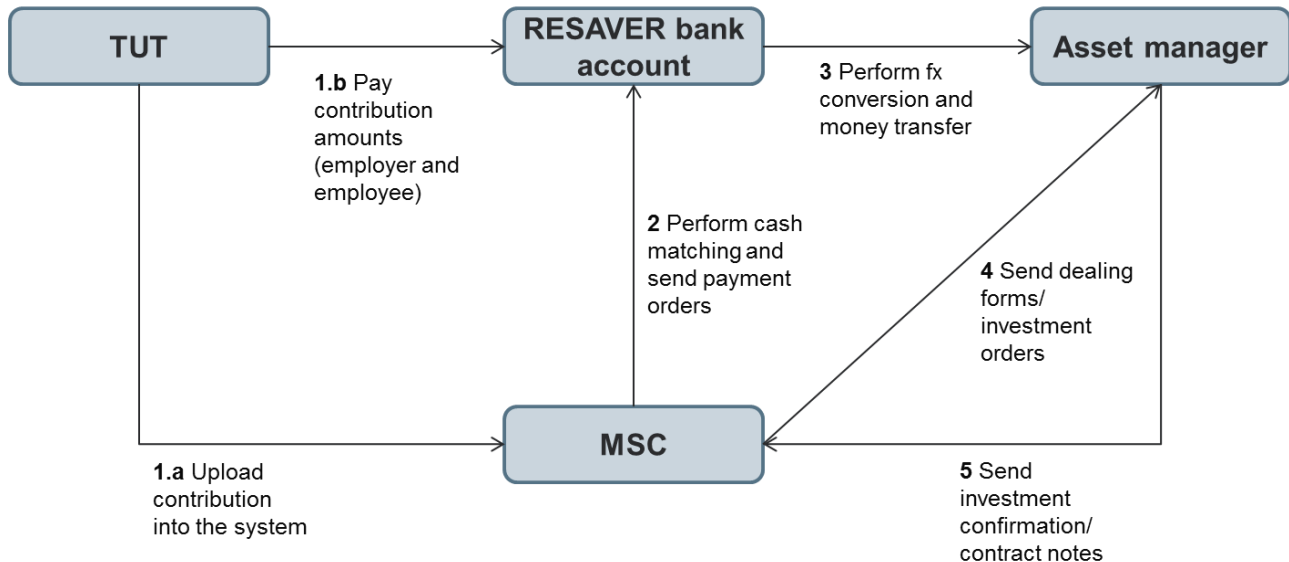 TUT
RESAVER bank
account
Asset manager
1.b Pay
contribution
amounts
(employer and
employee)
3 Perform fx
conversion and
money transfer
2 Perform cash
matching and
send payment
orders
4 Send dealing
forms/
investment
orders
MSC
1.a Upload
contribution
into the system
5 Send
investment
confirmation/
contract notes